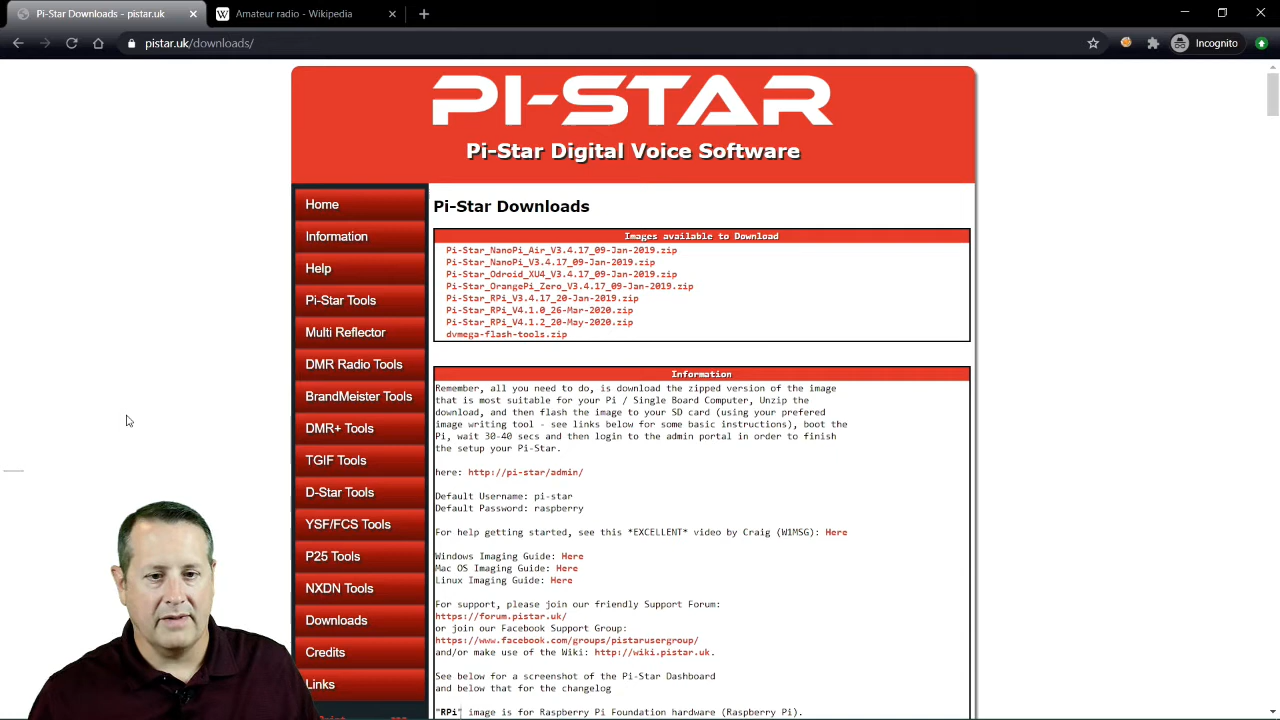 Pi-Star Downloads - pistar.uk
Amateur radio - Wikipedia
pistar.uk/downloads/
Incognito
PI-STAR
Pi-Star Digital Voice Software
Home
Information
Help
Pi-Star Tools
Multi Reflector
DMR Radio Tools
BrandMeister Tools
DMR+ Tools
TGIF Tools
D-Star Tools
YSF/FCS Tools
P25 Tools
NXDN Tools
Downloads
Credits
Links
Pi-Star Downloads
Images available to Download
Pi-Star_NanoPi_Air_V3.4.17_09-Jan-2019.zip
Pi-Star_NanoPi_V3.4.17_09-Jan-2019.zip
Pi-Star_Odroid_XU4_V3.4.17_09-Jan-2019.zip
Pi-Star_OrangePi_Zero_V3.4.17_09-Jan-2019.zip
Pi-Star_RPi_V3.4.17_20-Jan-2019.zip
Pi-Star_RPi_V4.1.0_26-Mar-2020.zip
Pi-Star_RPi_V4.1.2_20-May-2020.zip
dvmega-flash-tools.zip
Information
Remember, all you need to do, is download the zipped version of the image
that is most suitable for your Pi / Single Board Computer, Unzip the
download, and then flash the image to your SD card (using your prefered
image writing tool - see links below for some basic instructions), boot the
Pi, wait 30-40 secs and then login to the admin portal in order to finish
the setup your Pi-Star.
here: http://pi-star/admin/
Default Username: pi-star
Default Password: raspberry
For help getting started, see this *EXCELLENT* video by Craig (W1MSG): Here
Windows Imaging Guide: Here
Mac OS Imaging Guide: Here
Linux Imaging Guide: Here
For support, please join our friendly Support Forum:
https://forum.pistar.uk/
or join our Facebook Support Group:
https://www.facebook.com/groups/pistarusergroup/
and/or make use of the Wiki: http://wiki.pistar.uk.
See below for a screenshot of the Pi-Star Dashboard
and below that for the changelog
"RPi" image is for Raspberry Pi Foundation hardware (Raspberry Pi).